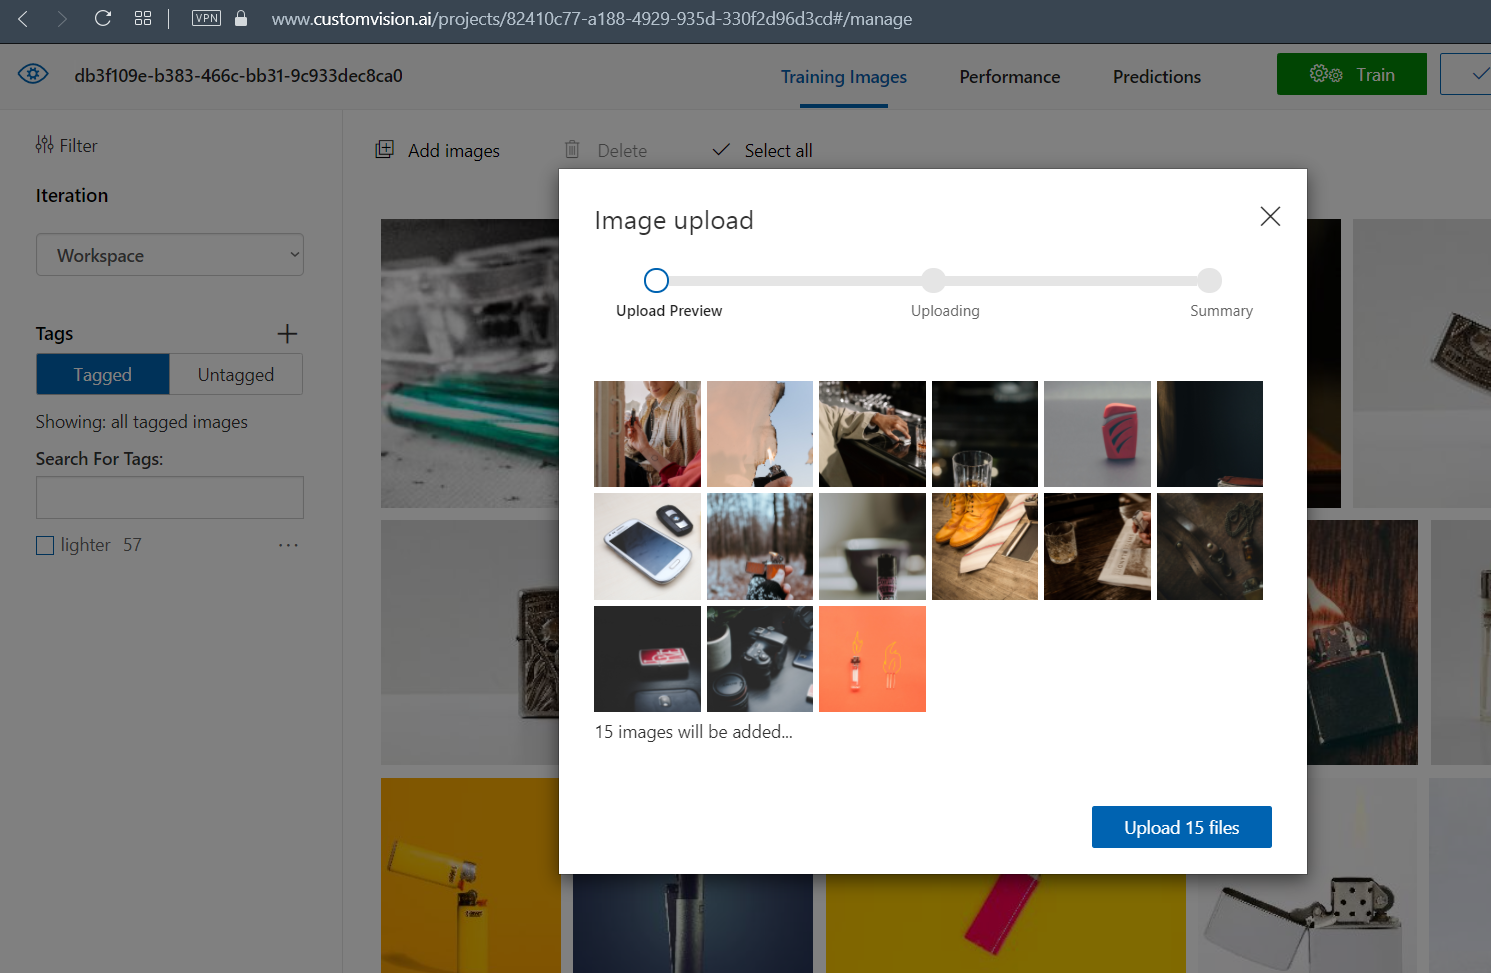 VPN
www.customvision.ai/projects/82410c77-a188-4929-935d-330f2d96d3cd#/manage
db3f109e-b383-466c-bb31-9c933dec8ca0
Training Images
Performance
Predictions
Train
Filter
Add images
Delete
Select all
Iteration
Workspace
Tags
Tagged
Untagged
Showing: all tagged images
Search For Tags:
lighter 57
Image upload
Upload Preview
Uploading
Summary
15 images will be added...
Upload 15 files